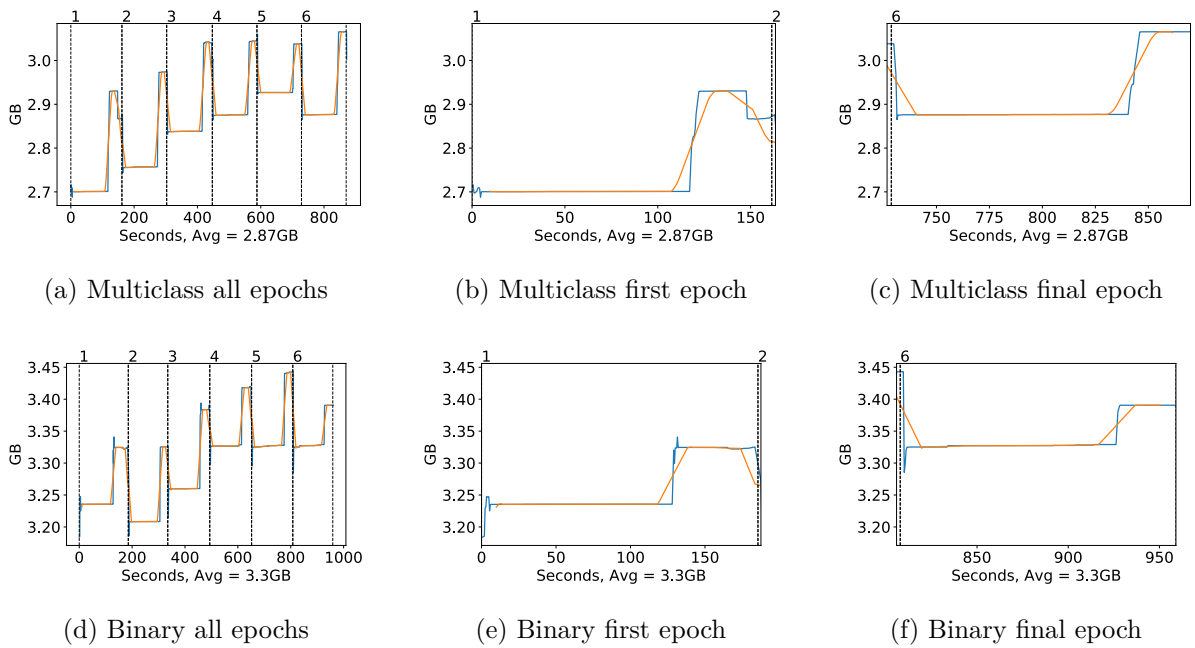 1 2 3 4 5 6
3.0
2.9
2.8
2.7
GB
0 200 400 600 800
Seconds, Avg = 2.87GB
(a) Multiclass all epochs
1 2
3.0
2.9
2.8
2.7
GB
0 50 100 150
Seconds, Avg = 2.87GB
(b) Multiclass first epoch
6
3.0
2.9
2.8
2.7
GB
750 775 800 825 850
Seconds, Avg = 2.87GB
(c) Multiclass final epoch
1 2 3 4 5 6
3.45
3.40
3.35
3.30
3.25
3.20
GB
0 200 400 600 800 1000
Seconds, Avg = 3.3GB
(d) Binary all epochs
1 2
3.45
3.40
3.35
3.30
3.25
3.20
GB
0 50 100 150
Seconds, Avg = 3.3GB
(e) Binary first epoch
6
3.45
3.40
3.35
3.30
3.25
3.20
GB
850 900 950
Seconds, Avg = 3.3GB
(f) Binary final epoch